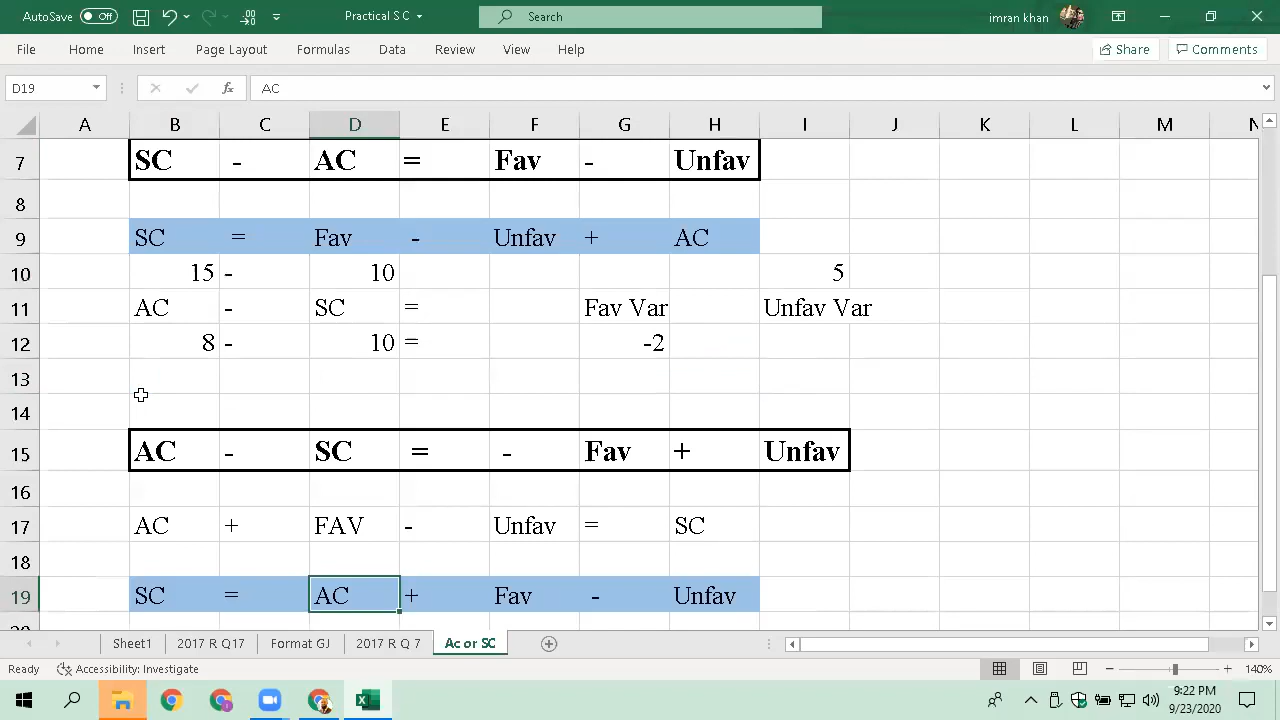 AutoSave Off Practical S C Search imran khan
File Home Insert Page Layout Formulas Data Review View Help Share Comments
D19 fx AC
A B C D E F G H I J K L M N
7 SC - AC = Fav - Unfav
8
9 SC = Fav - Unfav + AC
10 15 - 10 5
11 AC - SC = Fav Var Unfav Var
12 8 - 10 = -2
13
14
15 AC - SC = - Fav + Unfav
16
17 AC + FAV - Unfav = SC
18
19 SC = AC + Fav - Unfav
Sheet1 2017 R Q17 Format GJ 2017 R Q 7 Ac or SC
Ready Accessibility: Investigate 140%
9:22 PM
9/23/2020